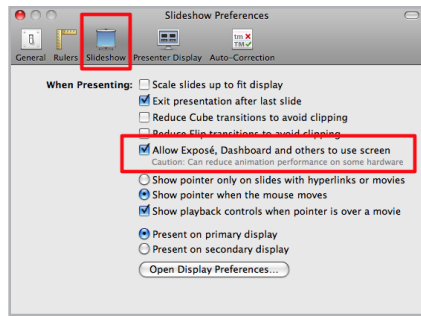 Slideshow Preferences
tm
TM
General Rulers Slideshow Presenter Display Auto-Correction
When Presenting: Scale slides up to fit display
Exit presentation after last slide
Reduce Cube transitions to avoid clipping
Reduce Flip transitions to avoid clipping
Allow Exposé, Dashboard and others to use screen
Caution: Can reduce animation performance on some hardware
Show pointer only on slides with hyperlinks or movies
Show pointer when the mouse moves
Show playback controls when pointer is over a movie
Present on primary display
Present on secondary display
Open Display Preferences...